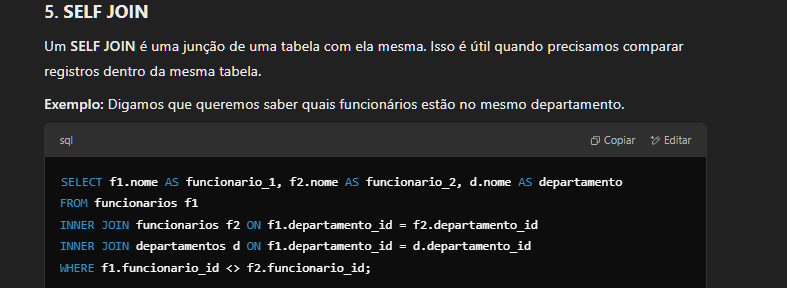 5. SELF JOIN
Um SELF JOIN é uma junção de uma tabela com ela mesma. Isso é útil quando precisamos comparar
registros dentro da mesma tabela.
Exemplo: Digamos que queremos saber quais funcionários estão no mesmo departamento.
sql Copiar Editar
SELECT f1.nome AS funcionario_1, f2.nome AS funcionario_2, d.nome AS departamento
FROM funcionarios f1
INNER JOIN funcionarios f2 ON f1.departamento_id = f2.departamento_id
INNER JOIN departamentos d ON f1.departamento_id = d.departamento_id
WHERE f1.funcionario_id <> f2.funcionario_id;